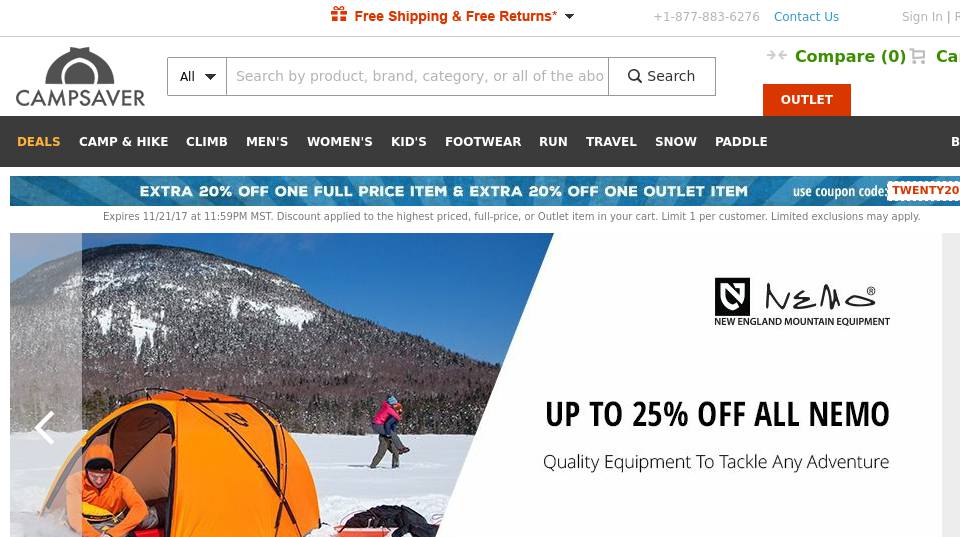 Free Shipping & Free Returns*
+1-877-883-6276 Contact Us Sign In |
Compare (0)
CAMPSAVER
All
Search by product, brand, category, or all of the abo
Search
OUTLET
DEALS CAMP & HIKE CLIMB MEN'S WOMEN'S KID'S FOOTWEAR RUN TRAVEL SNOW PADDLE
EXTRA 20% OFF ONE FULL PRICE ITEM & EXTRA 20% OFF ONE OUTLET ITEM use coupon code: TWENTY20
Expires 11/21/17 at 11:59PM MST. Discount applied to the highest priced, full-price, or Outlet item in your cart. Limit 1 per customer. Limited exclusions may apply.
NEMO®
NEW ENGLAND MOUNTAIN EQUIPMENT
UP TO 25% OFF ALL NEMO
Quality Equipment To Tackle Any Adventure